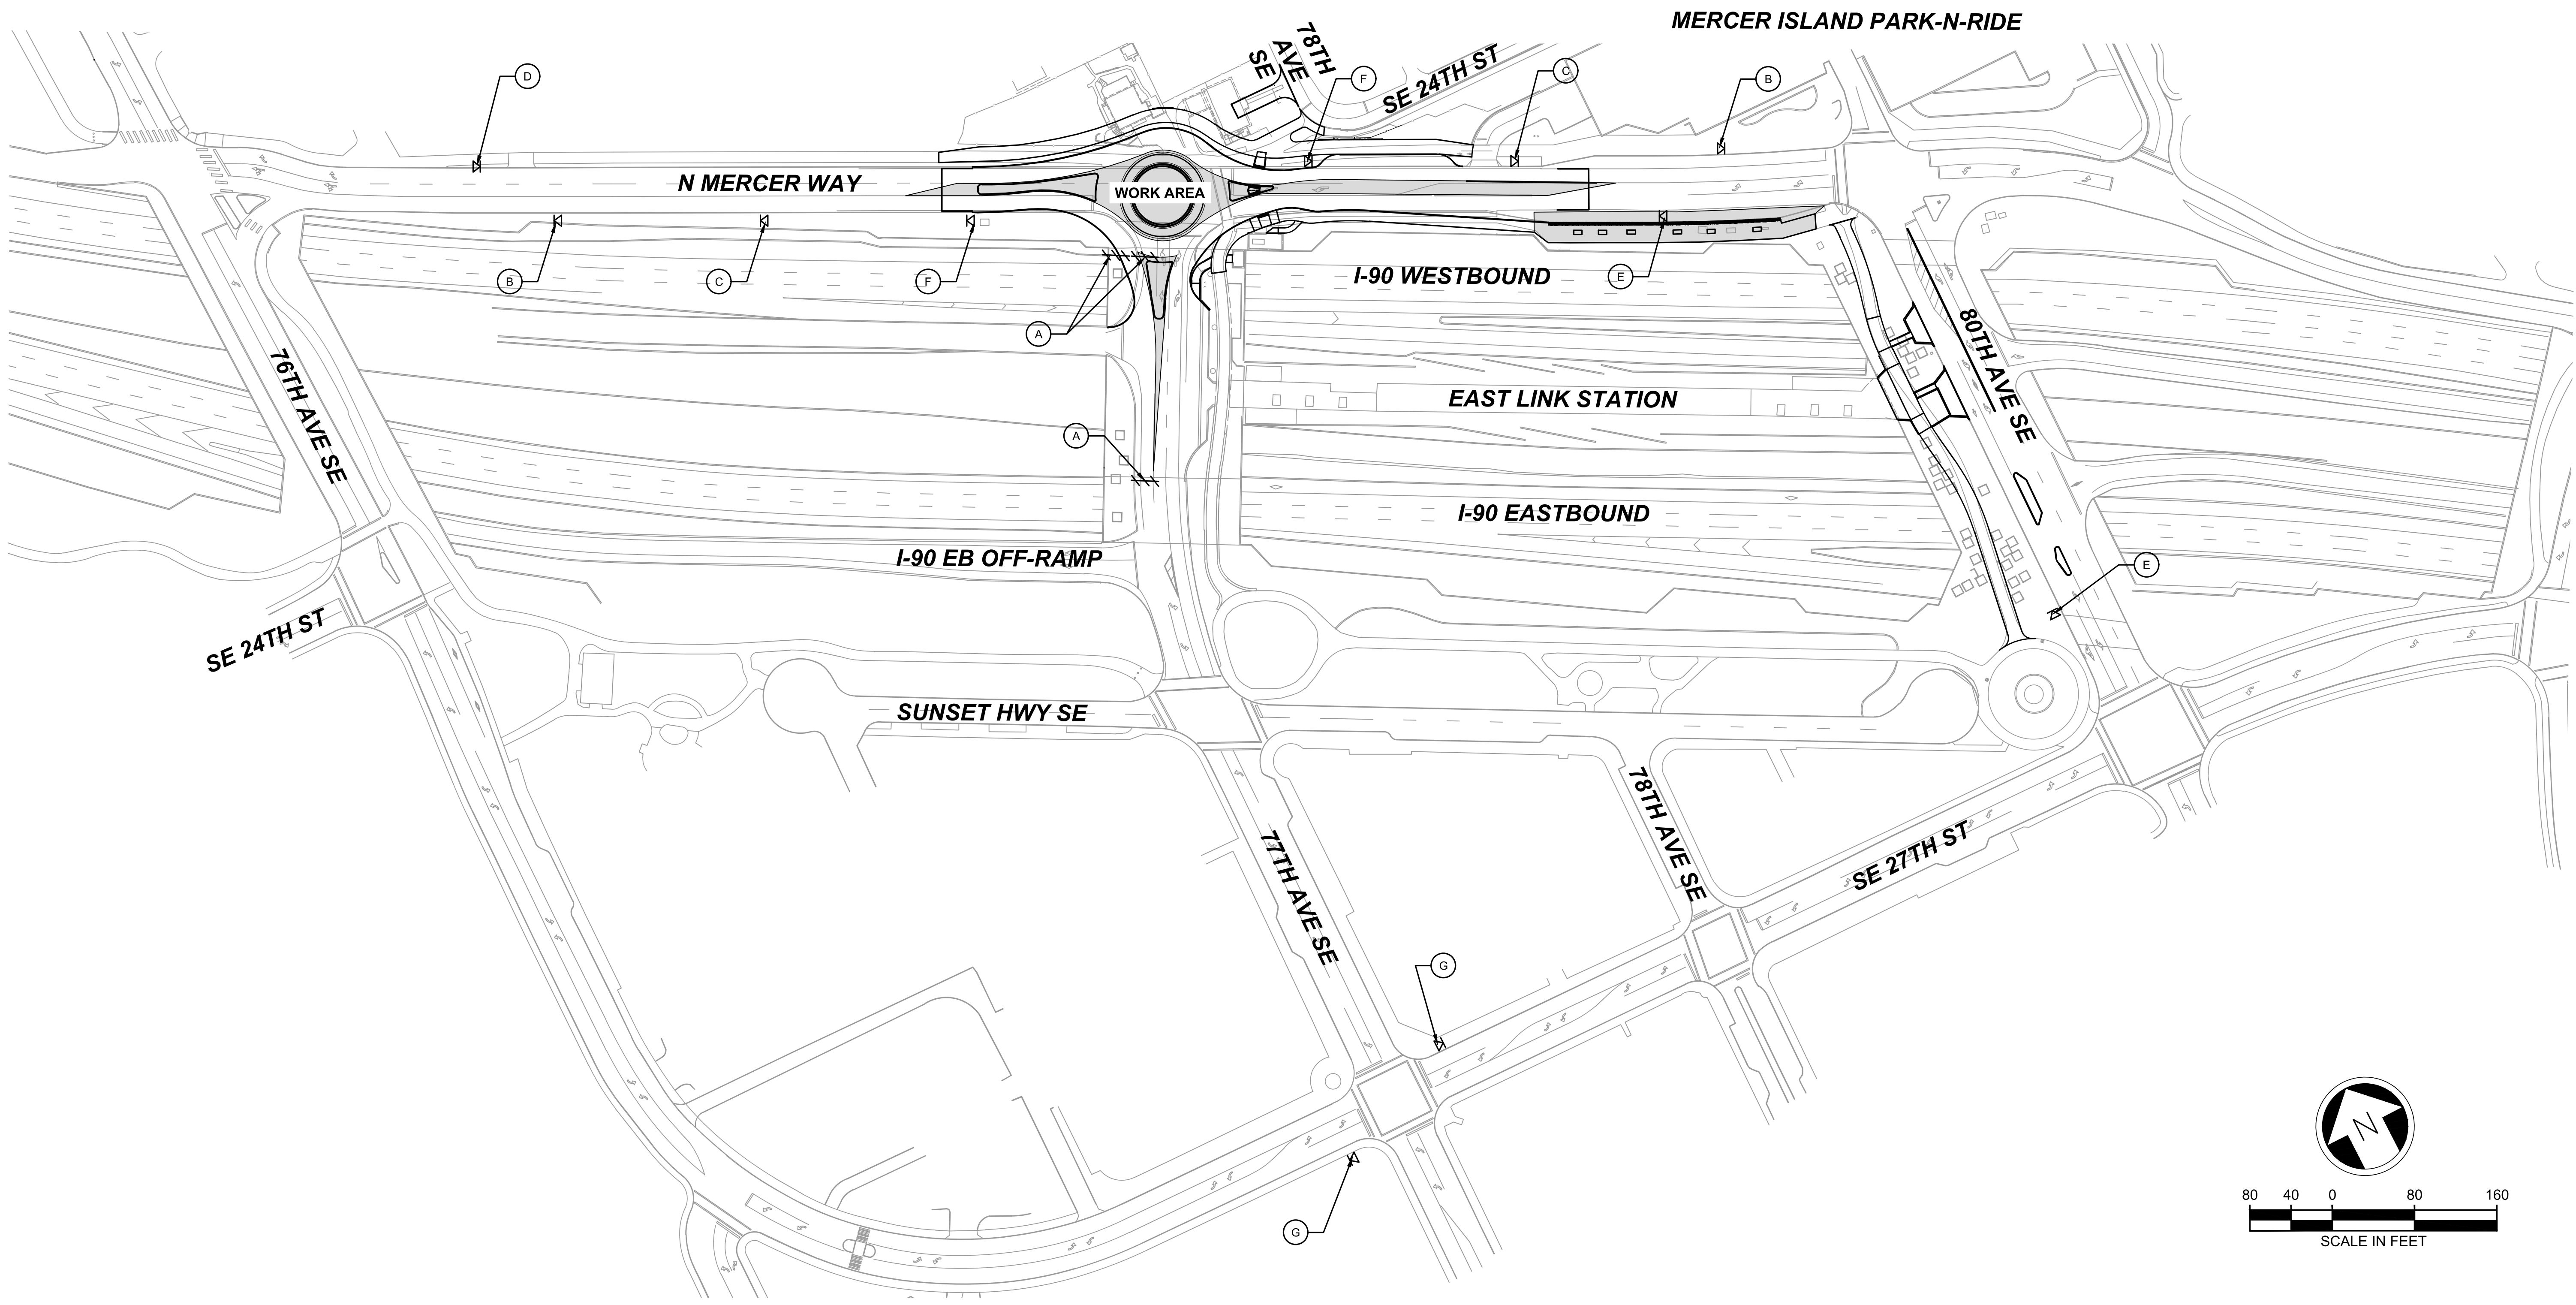 MERCER ISLAND PARK-N-RIDE
78TH
AVE
SE
SE 24TH ST
D
F
C
B
N MERCER WAY
WORK AREA
B
C
F
A
I-90 WESTBOUND
E
76TH AVE SE
80TH AVE SE
EAST LINK STATION
A
I-90 EASTBOUND
I-90 EB OFF-RAMP
E
SE 24TH ST
SUNSET HWY SE
78TH AVE SE
77TH AVE SE
SE 27TH ST
G
G
N
80 40 0 80 160
SCALE IN FEET